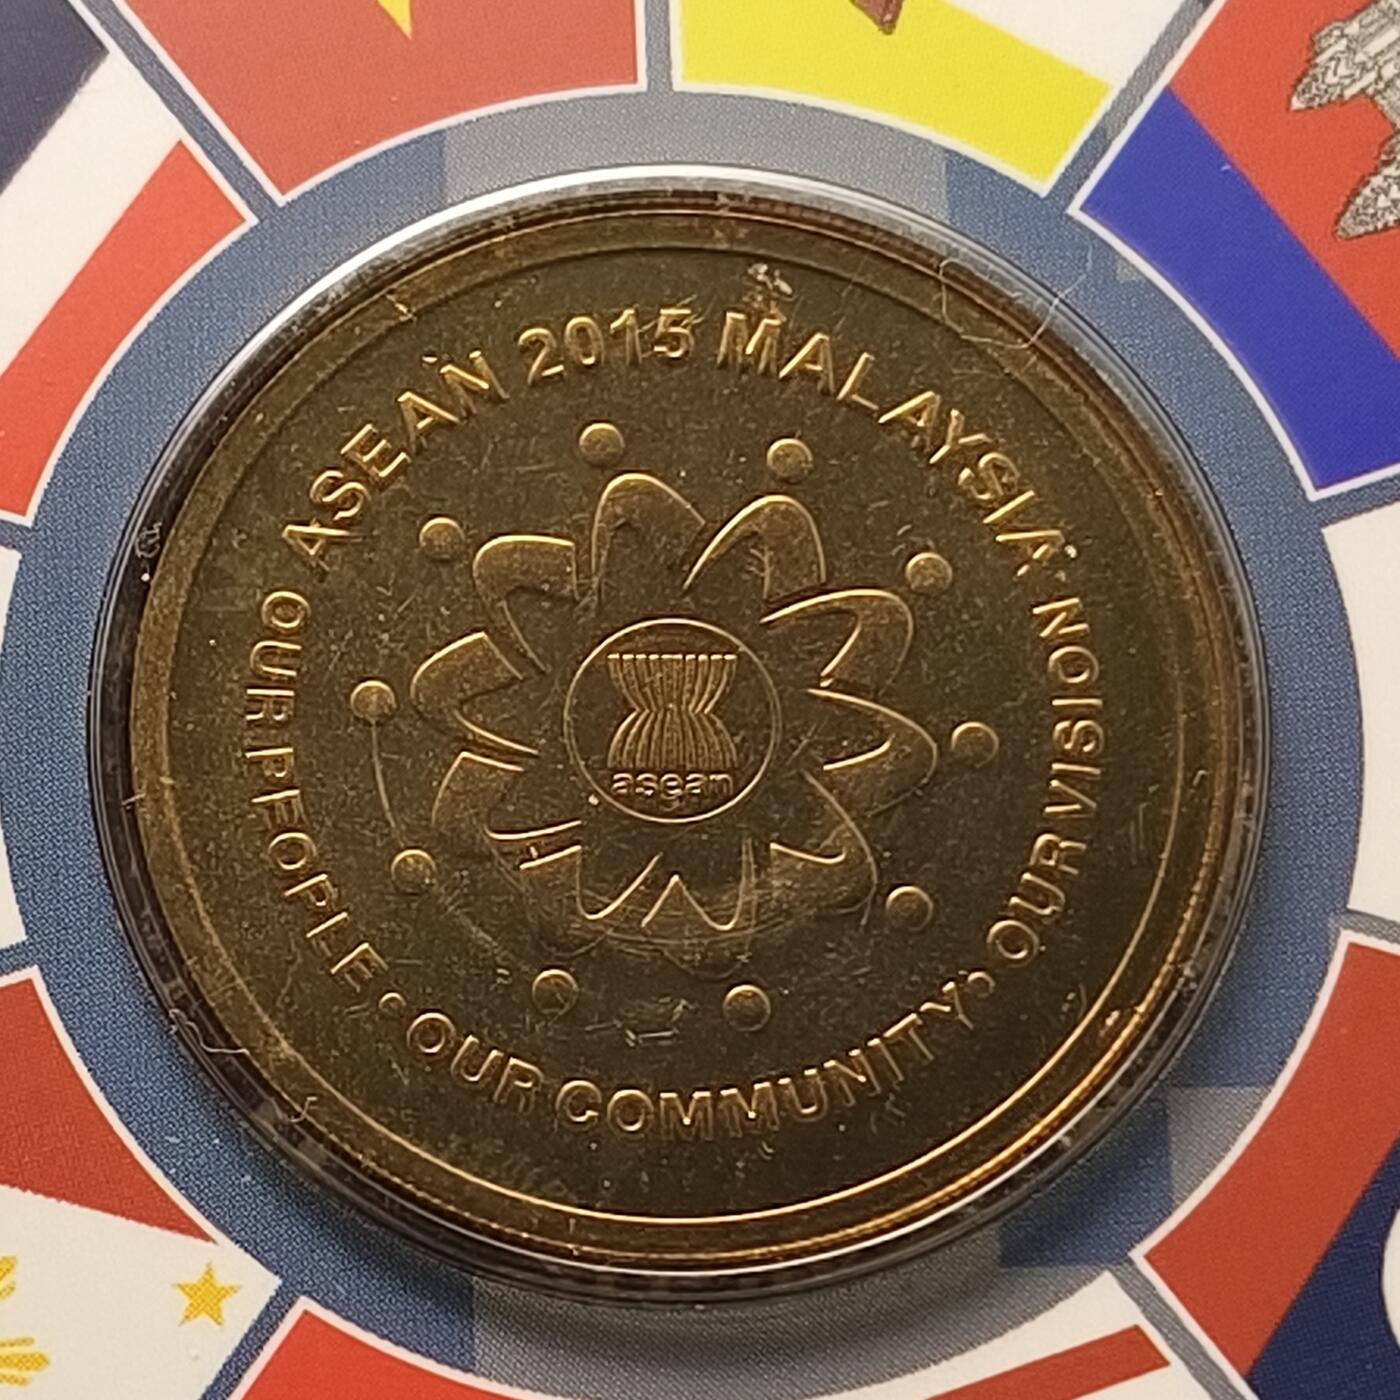 ASEAN 2015 MALAYSIA
OUR PEOPLE, OUR COMMUNITY, OUR VISION
asean